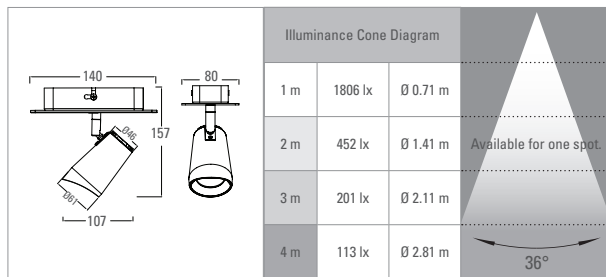 140
80
157
Ø46
Ø61
107
Illuminance Cone Diagram
1 m 1806 lx Ø 0.71 m
2 m 452 lx Ø 1.41 m
Available for one spot.
3 m 201 lx Ø 2.11 m
4 m 113 lx Ø 2.81 m
36°